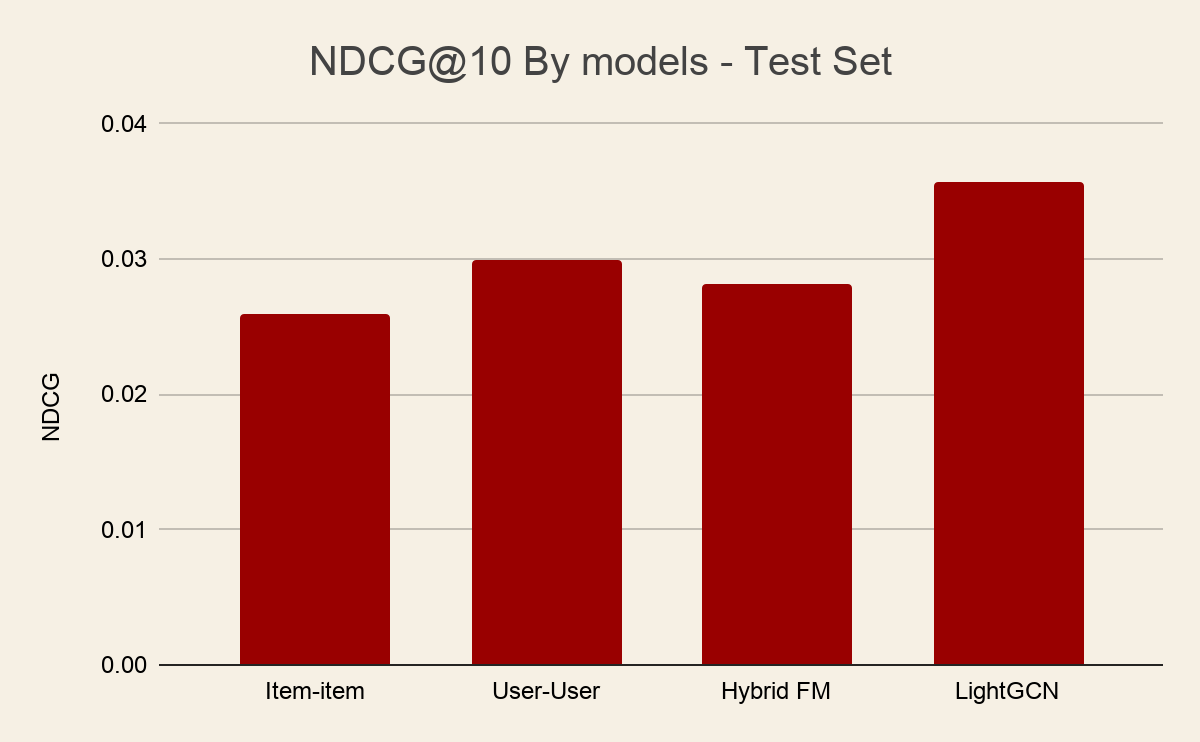 NDCG@10 By models - Test Set
0.04
0.03
0.02
0.01
0.00
NDCG
Item-item
User-User
Hybrid FM
LightGCN